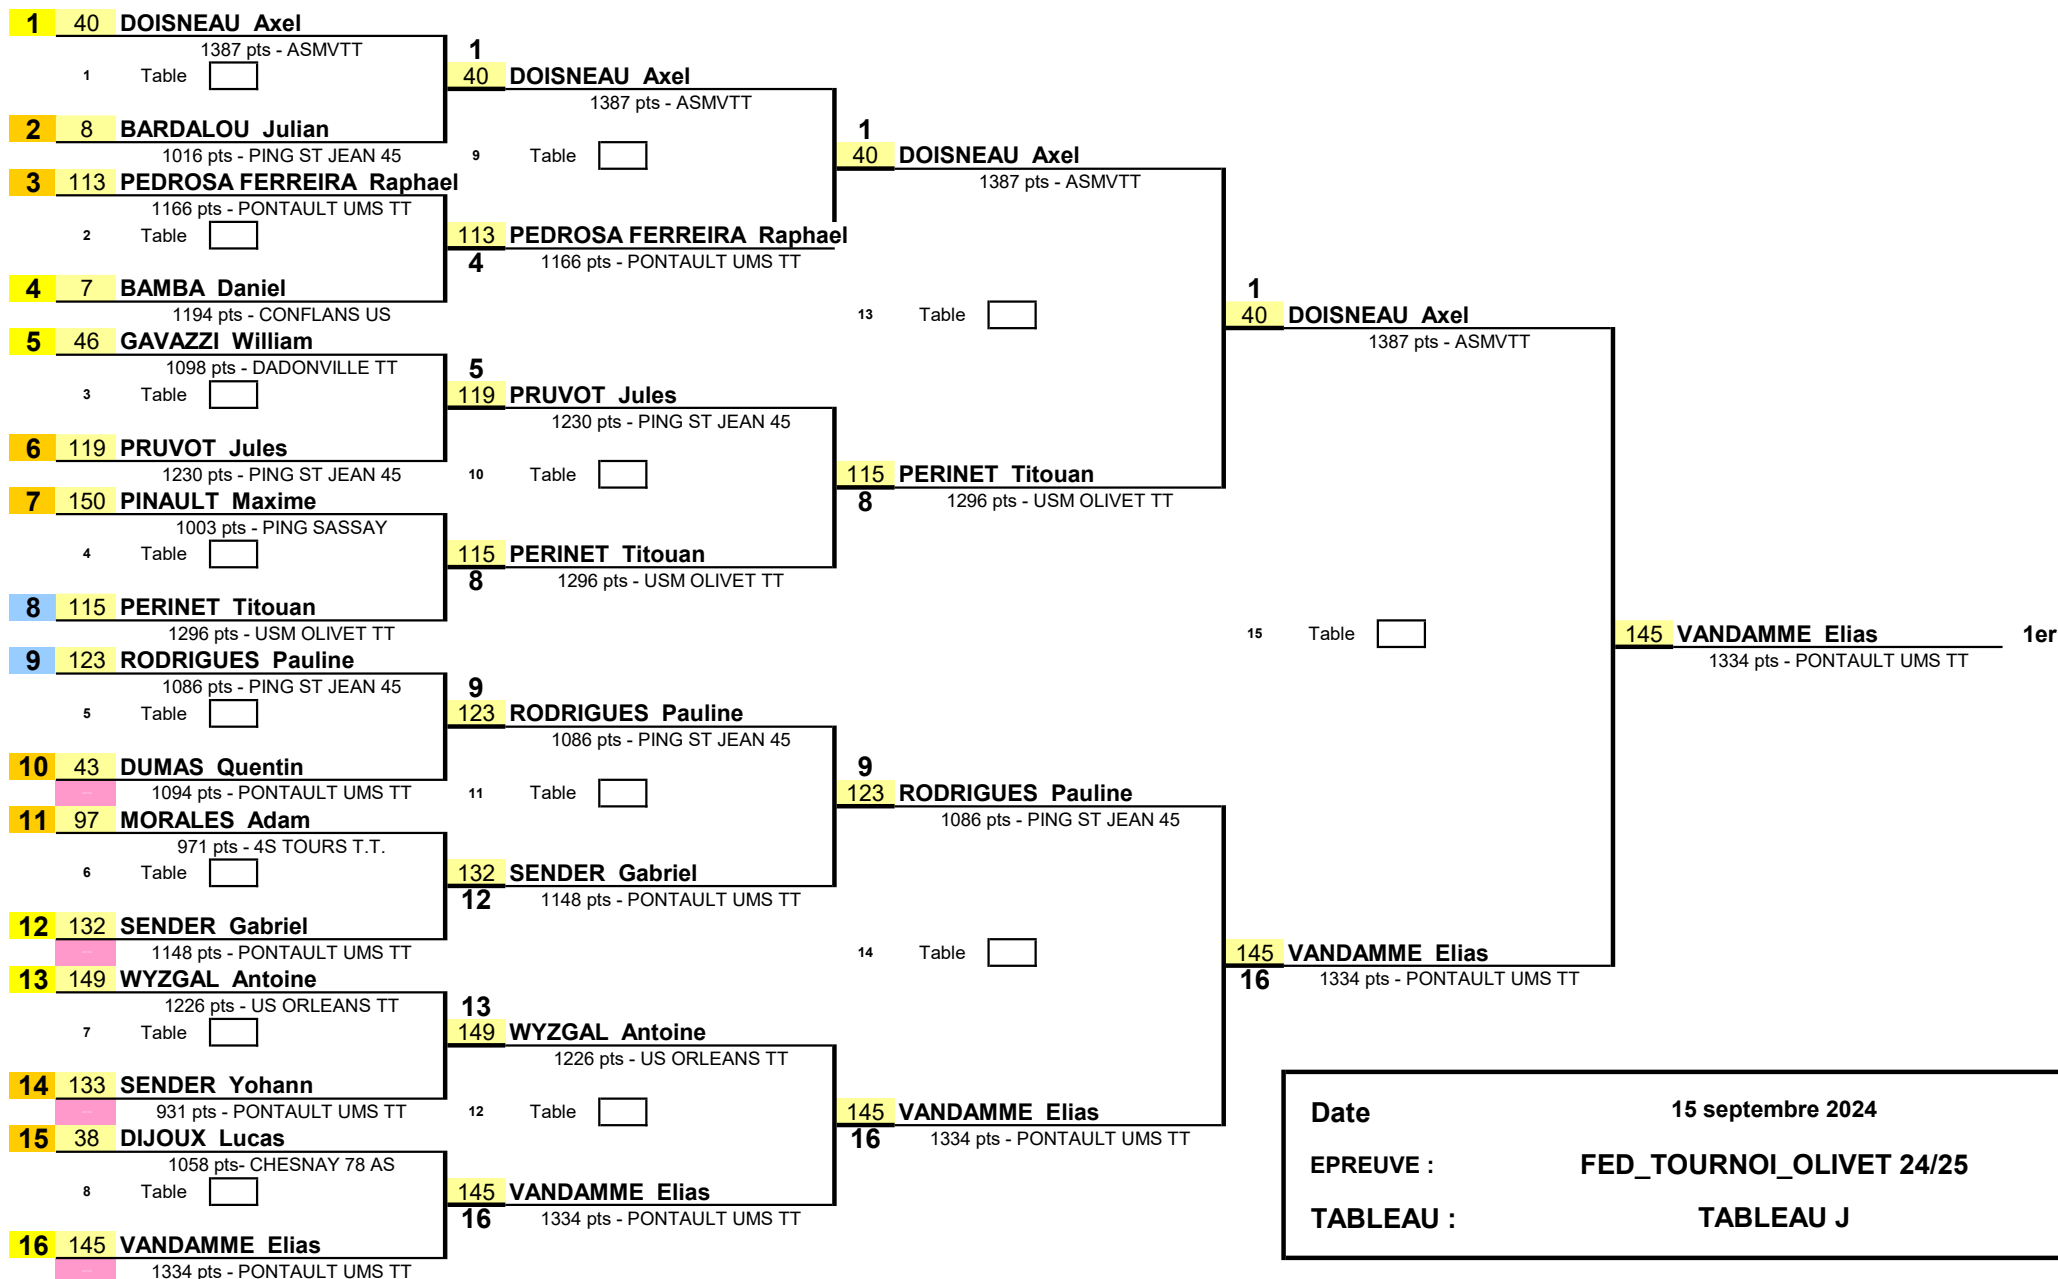 1 40 DOISNEAU Axel
1387 pts - ASMVTT
1 Table
2 8 BARDALOU Julian
1016 pts - PING ST JEAN 45
3 113 PEDROSA FERREIRA Raphael
1166 pts - PONTAULT UMS TT
2 Table
4 7 BAMBA Daniel
1194 pts - CONFLANS US
5 46 GAVAZZI William
1098 pts - DADONVILLE TT
3 Table
6 119 PRUVOT Jules
1230 pts - PING ST JEAN 45
7 150 PINAULT Maxime
1003 pts - PING SASSAY
4 Table
8 115 PERINET Titouan
1296 pts - USM OLIVET TT
9 123 RODRIGUES Pauline
1086 pts - PING ST JEAN 45
5 Table
10 43 DUMAS Quentin
1094 pts - PONTAULT UMS TT
11 97 MORALES Adam
971 pts - 4S TOURS T.T.
6 Table
12 132 SENDER Gabriel
1148 pts - PONTAULT UMS TT
13 149 WYZGAL Antoine
1226 pts - US ORLEANS TT
7 Table
14 133 SENDER Yohann
931 pts - PONTAULT UMS TT
15 38 DIJOUX Lucas
1058 pts- CHESNAY 78 AS
8 Table
16 145 VANDAMME Elias
1334 pts - PONTAULT UMS TT
1
40 DOISNEAU Axel
1387 pts - ASMVTT
9 Table
113 PEDROSA FERREIRA Raphael
4 1166 pts - PONTAULT UMS TT
5
119 PRUVOT Jules
1230 pts - PING ST JEAN 45
10 Table
115 PERINET Titouan
8 1296 pts - USM OLIVET TT
9
123 RODRIGUES Pauline
1086 pts - PING ST JEAN 45
11 Table
132 SENDER Gabriel
12 1148 pts - PONTAULT UMS TT
13
149 WYZGAL Antoine
1226 pts - US ORLEANS TT
12 Table
145 VANDAMME Elias
16 1334 pts - PONTAULT UMS TT
1
40 DOISNEAU Axel
1387 pts - ASMVTT
13 Table
115 PERINET Titouan
8 1296 pts - USM OLIVET TT
9
123 RODRIGUES Pauline
1086 pts - PING ST JEAN 45
14 Table
145 VANDAMME Elias
16 1334 pts - PONTAULT UMS TT
1
40 DOISNEAU Axel
1387 pts - ASMVTT
15 Table
145 VANDAMME Elias
16 1334 pts - PONTAULT UMS TT
145 VANDAMME Elias 1er
1334 pts - PONTAULT UMS TT
Date 15 septembre 2024
EPREUVE : FED_TOURNOI_OLIVET 24/25
TABLEAU : TABLEAU J